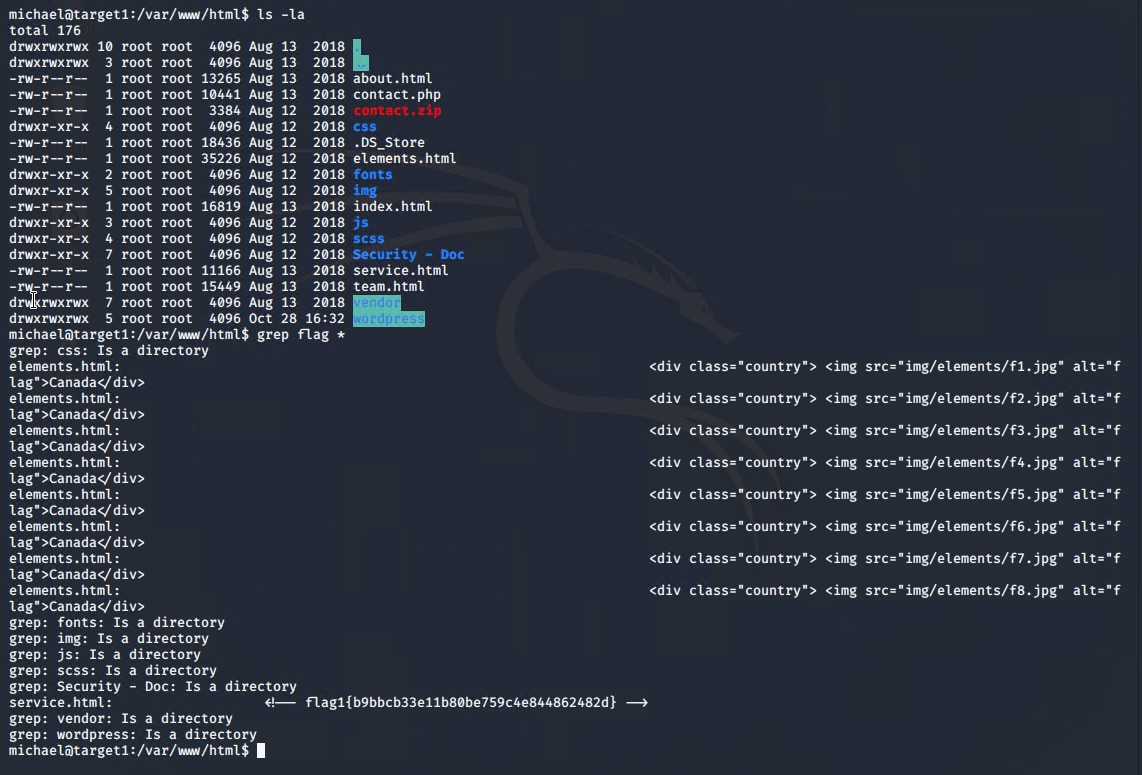 michael@target1:/var/www/html$ ls -la
total 176
drwxrwxrwx 10 root root  4096 Aug 13  2018 .
drwxrwxrwx  3 root root  4096 Aug 13  2018 ..
-rw-r--r--  1 root root 13265 Aug 13  2018 about.html
-rw-r--r--  1 root root 10441 Aug 13  2018 contact.php
-rw-r--r--  1 root root  3384 Aug 12  2018 contact.zip
drwxr-xr-x  4 root root  4096 Aug 12  2018 css
-rw-r--r--  1 root root 18436 Aug 12  2018 .DS_Store
-rw-r--r--  1 root root 35226 Aug 12  2018 elements.html
drwxr-xr-x  2 root root  4096 Aug 12  2018 fonts
drwxr-xr-x  5 root root  4096 Aug 12  2018 img
-rw-r--r--  1 root root 16819 Aug 13  2018 index.html
drwxr-xr-x  3 root root  4096 Aug 12  2018 js
drwxr-xr-x  4 root root  4096 Aug 12  2018 scss
drwxr-xr-x  7 root root  4096 Aug 12  2018 Security - Doc
-rw-r--r--  1 root root 11166 Aug 13  2018 service.html
-rw-r--r--  1 root root 15449 Aug 13  2018 team.html
drwxrwxrwx  7 root root  4096 Aug 13  2018 vendor
drwxrwxrwx  5 root root  4096 Oct 28 16:32 wordpress
michael@target1:/var/www/html$ grep flag *
grep: css: Is a directory
elements.html: <div class="country"> <img src="img/elements/f1.jpg" alt="f
lag">Canada</div>
elements.html: <div class="country"> <img src="img/elements/f2.jpg" alt="f
lag">Canada</div>
elements.html: <div class="country"> <img src="img/elements/f3.jpg" alt="f
lag">Canada</div>
elements.html: <div class="country"> <img src="img/elements/f4.jpg" alt="f
lag">Canada</div>
elements.html: <div class="country"> <img src="img/elements/f5.jpg" alt="f
lag">Canada</div>
elements.html: <div class="country"> <img src="img/elements/f6.jpg" alt="f
lag">Canada</div>
elements.html: <div class="country"> <img src="img/elements/f7.jpg" alt="f
lag">Canada</div>
elements.html: <div class="country"> <img src="img/elements/f8.jpg" alt="f
lag">Canada</div>
grep: fonts: Is a directory
grep: img: Is a directory
grep: js: Is a directory
grep: scss: Is a directory
grep: Security - Doc: Is a directory
service.html: <!-- flag1{b9bbcb33e11b80be759c4e844862482d} -->
grep: vendor: Is a directory
grep: wordpress: Is a directory
michael@target1:/var/www/html$